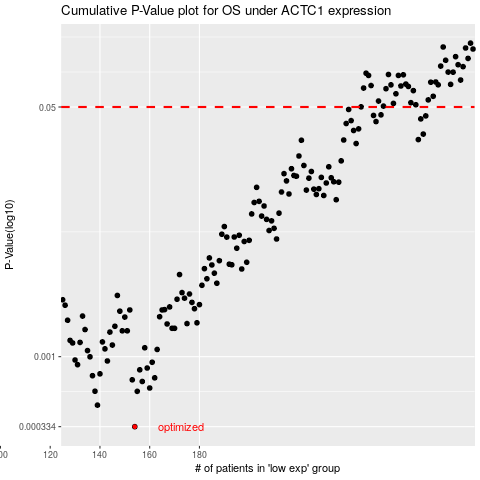 Cumulative P-Value plot for OS under ACTC1 expression
P-Value(log10)
0.05
0.001
0.000334
optimized
00 120 140 160 180
# of patients in 'low exp' group